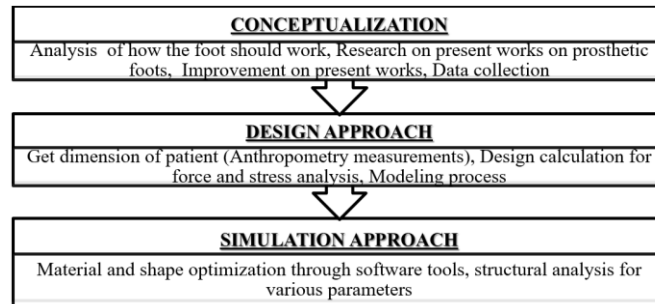 CONCEPTUALIZATION
Analysis of how the foot should work, Research on present works on prosthetic
foots, Improvement on present works, Data collection
DESIGN APPROACH
Get dimension of patient (Anthropometry measurements), Design calculation for
force and stress analysis, Modeling process
SIMULATION APPROACH
Material and shape optimization through software tools, structural analysis for
various parameters